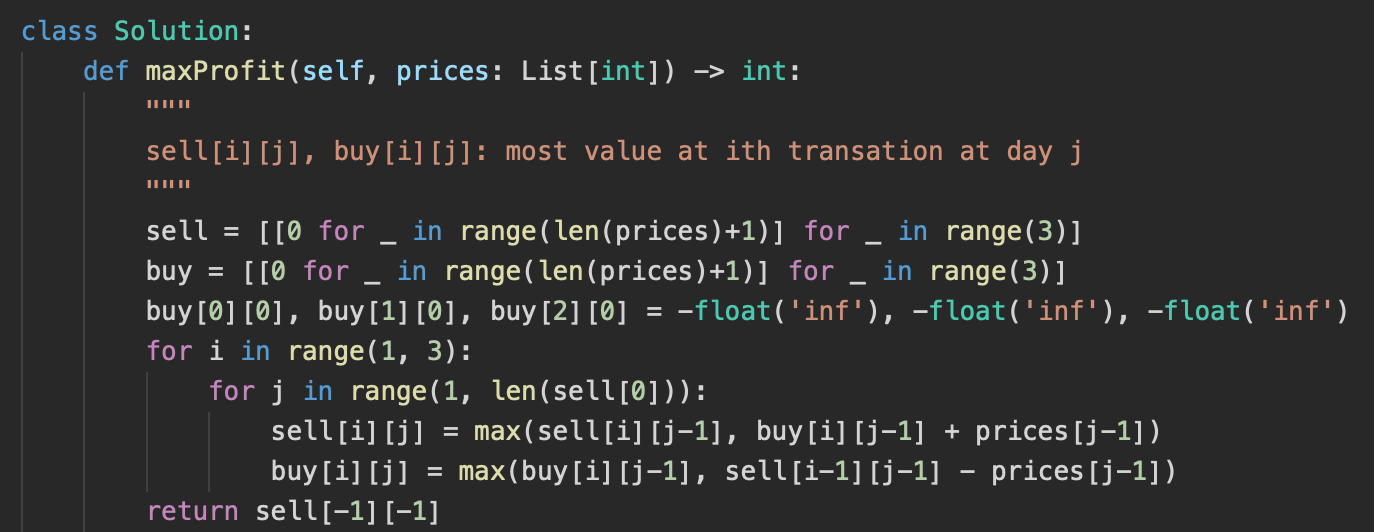 class Solution:
    def maxProfit(self, prices: List[int]) -> int:
        """
        sell[i][j], buy[i][j]: most value at ith transation at day j
        """
        sell = [[0 for _ in range(len(prices)+1)] for _ in range(3)]
        buy = [[0 for _ in range(len(prices)+1)] for _ in range(3)]
        buy[0][0], buy[1][0], buy[2][0] = -float('inf'), -float('inf'), -float('inf')
        for i in range(1, 3):
            for j in range(1, len(sell[0])):
                sell[i][j] = max(sell[i][j-1], buy[i][j-1] + prices[j-1])
                buy[i][j] = max(buy[i][j-1], sell[i-1][j-1] - prices[j-1])
        return sell[-1][-1]